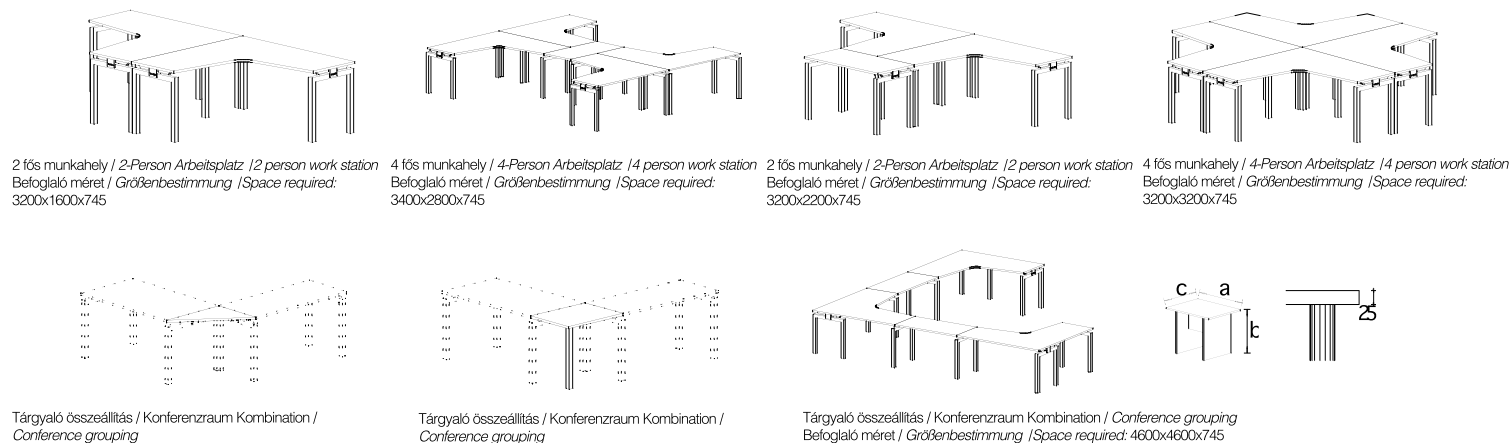 2 fős munkahely / 2-Person Arbeitsplatz /2 person work station
Befoglaló méret / Größenbestimmung /Space required:
3200x1600x745
4 fős munkahely / 4-Person Arbeitsplatz /4 person work station
Befoglaló méret / Größenbestimmung /Space required:
3400x2800x745
2 fős munkahely / 2-Person Arbeitsplatz /2 person work station
Befoglaló méret / Größenbestimmung /Space required:
3200x2200x745
4 fős munkahely / 4-Person Arbeitsplatz /4 person work station
Befoglaló méret / Größenbestimmung /Space required:
3200x3200x745
Tárgyaló összeállítás / Konferenzraum Kombination /
Conference grouping
Tárgyaló összeállítás / Konferenzraum Kombination /
Conference grouping
Tárgyaló összeállítás / Konferenzraum Kombination / Conference grouping
Befoglaló méret / Größenbestimmung /Space required: 4600x4600x745
c a
b
25